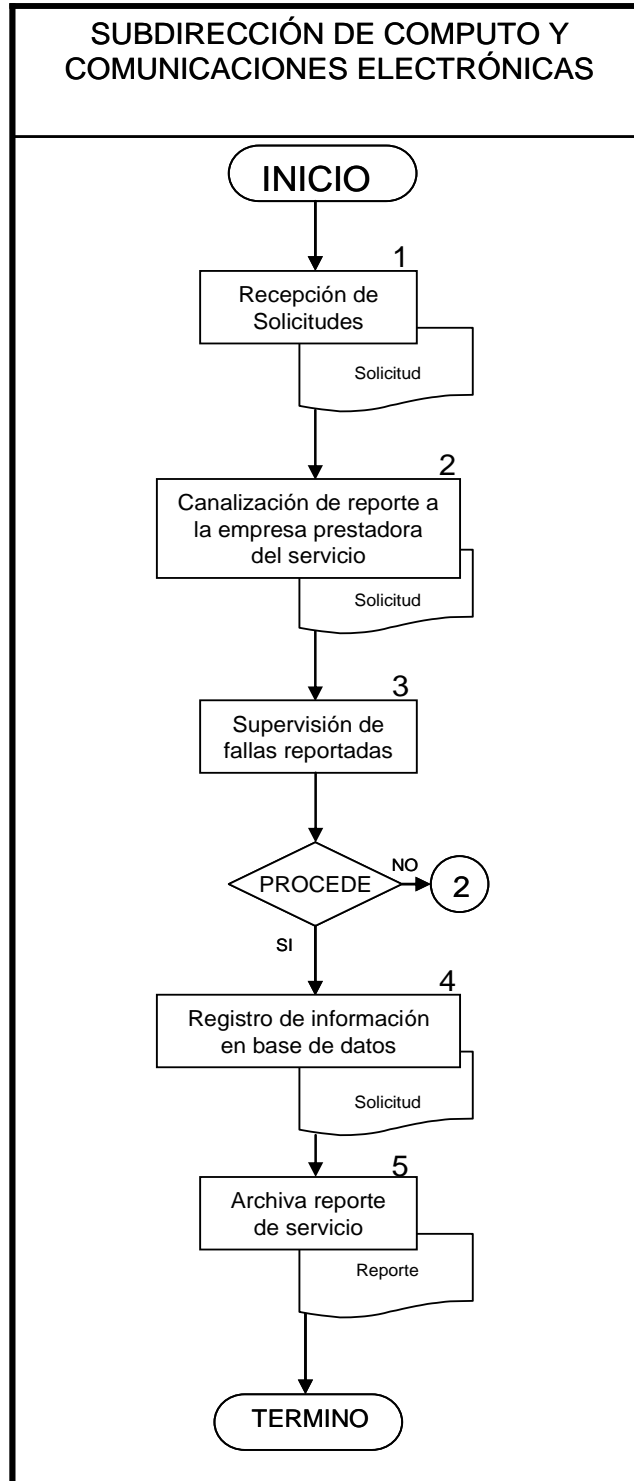 SUBDIRECCIÓN DE COMPUTO Y
COMUNICACIONES ELECTRÓNICAS
INICIO
1
Recepción de
Solicitudes
Solicitud
2
Canalización de reporte a
la empresa prestadora
del servicio
Solicitud
3
Supervisión de
fallas reportadas
PROCEDE
NO
2
SI
4
Registro de información
en base de datos
Solicitud
5
Archiva reporte
de servicio
Reporte
TERMINO